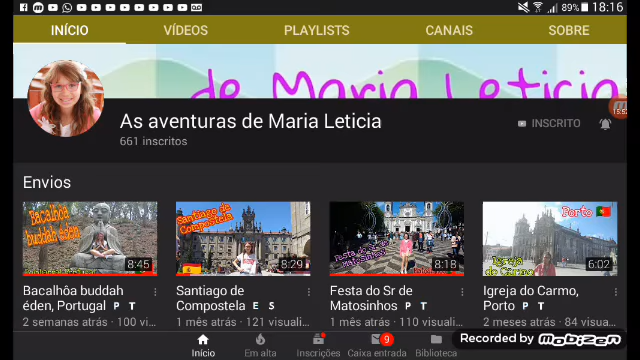 89% 18:16
INÍCIO VÍDEOS PLAYLISTS CANAIS SOBRE
de Maria Leticia
As aventuras de Maria Leticia
661 inscritos
INSCRITO
Envios
Bacalhôa
buddah éden
8:45
Santiago de
Compostela
8:29
8:18
Porto
Igreja
do Carmo
6:02
Bacalhôa buddah
éden, Portugal P T
2 semanas atrás · 100 vi...
Santiago de
Compostela E S
1 mês atrás · 121 visuali...
Festa do Sr de
Matosinhos P T
1 mês atrás · 110 visuali...
Igreja do Carmo,
Porto P T
2 meses atrás · 84 visua...
Início Em alta Inscrições Caixa entrada Biblioteca
9
Recorded by mobizen